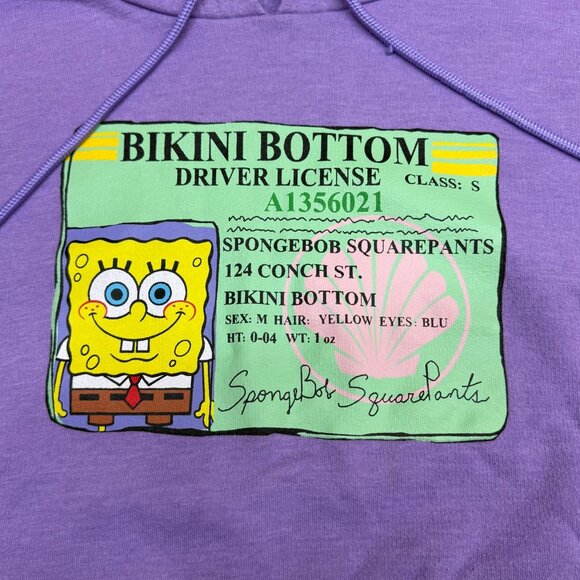 BIKINI BOTTOM
DRIVER LICENSE
CLASS: S
A1356021
SPONGEBOB SQUAREPANTS
124 CONCH ST.
BIKINI BOTTOM
SEX: M HAIR: YELLOW EYES: BLU
HT: 0-04 WT: 1 oz
SpongeBob SquarePants